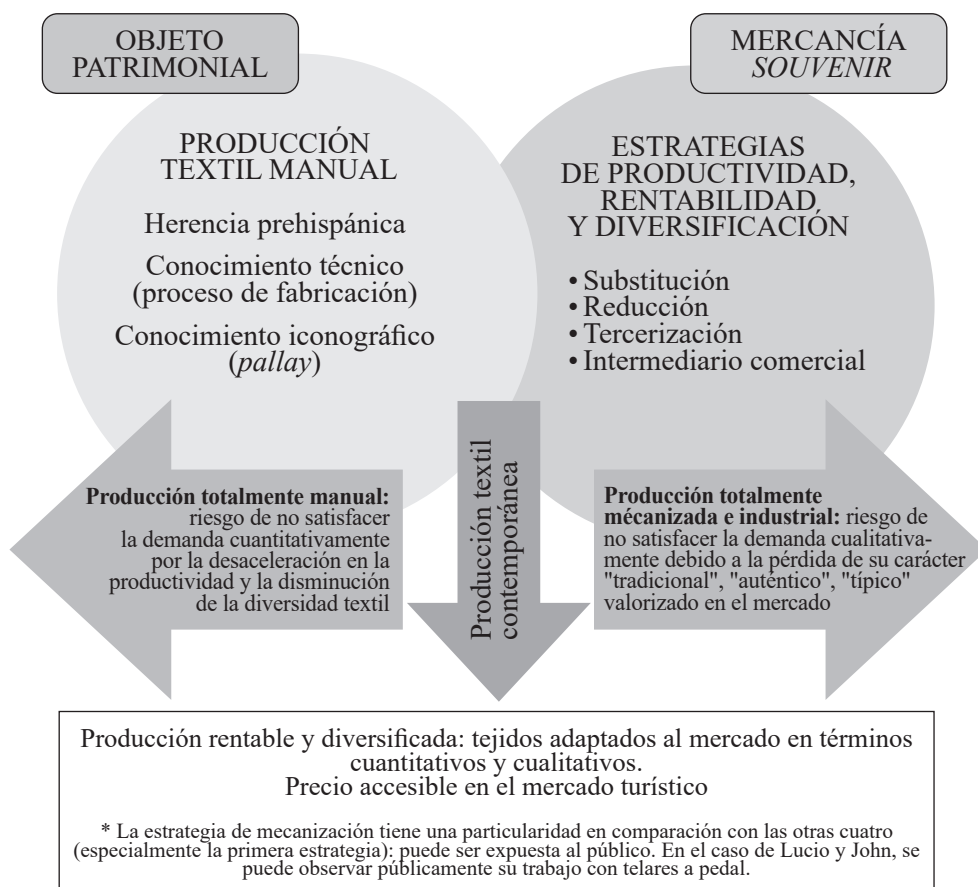 OBJETO
PATRIMONIAL
MERCANCÍA
SOUVENIR
PRODUCCIÓN
TEXTIL MANUAL
Herencia prehispánica
Conocimiento técnico
(proceso de fabricación)
Conocimiento iconográfico
(pallay)
ESTRATEGIAS
DE PRODUCTIVIDAD,
RENTABILIDAD
Y DIVERSIFICACIÓN
• Substitución
• Reducción
• Tercerización
• Intermediario comercial
Producción totalmente manual:
riesgo de no satisfacer
la demanda cuantitativamente
por la desaceleración en la
productividad y la disminución
de la diversidad textil
Producción textil
contemporánea
Producción totalmente
mécanizada e industrial: riesgo de
no satisfacer la demanda cualitativa-
mente debido a la pérdida de su carácter
"tradicional", "auténtico", "típico"
valorizado en el mercado
Producción rentable y diversificada: tejidos adaptados al mercado en términos
cuantitativos y cualitativos.
Precio accesible en el mercado turístico
* La estrategia de mecanización tiene una particularidad en comparación con las otras cuatro
(especialmente la primera estrategia): puede ser expuesta al público. En el caso de Lucio y John, se
puede observar públicamente su trabajo con telares a pedal.